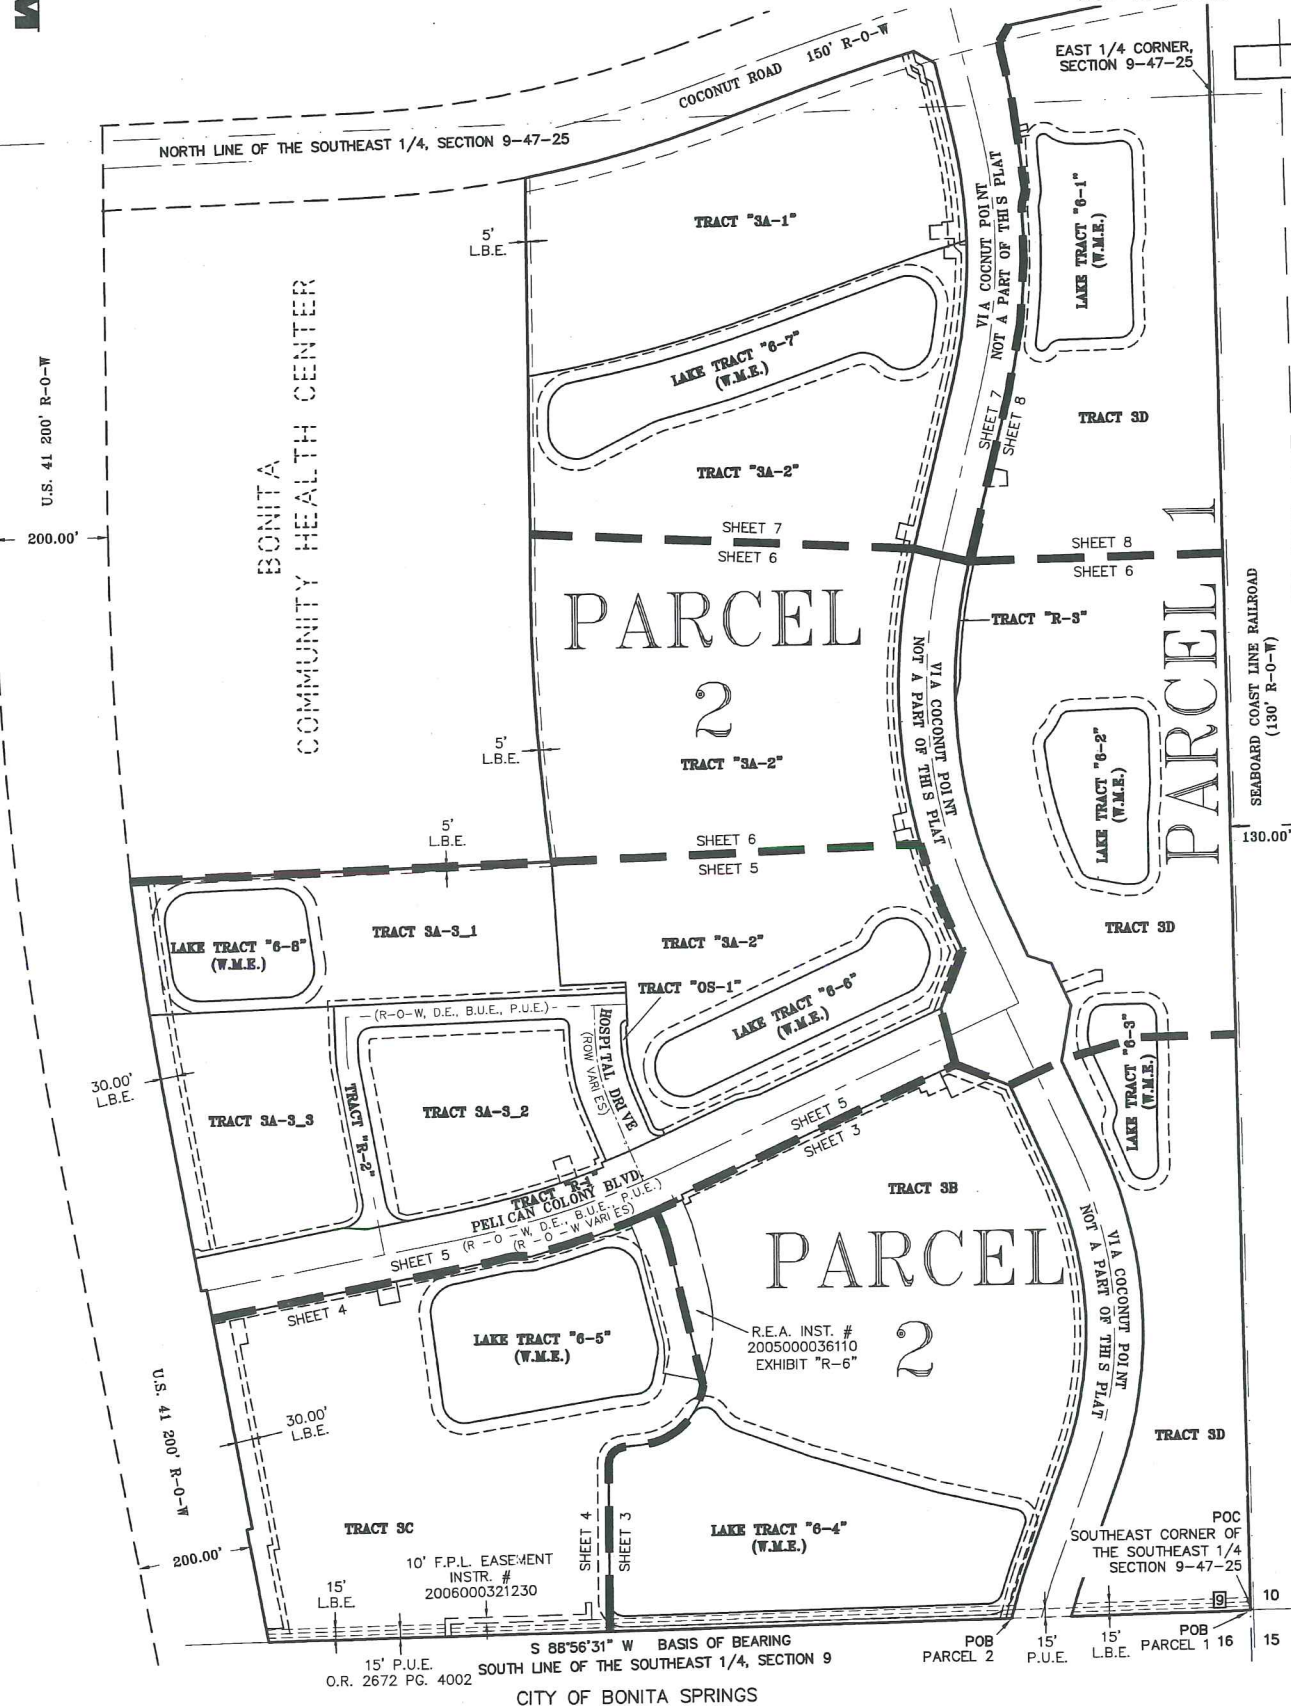 COCONUT ROAD 150' R-O-W
EAST 1/4 CORNER,
SECTION 9-47-25
NORTH LINE OF THE SOUTHEAST 1/4, SECTION 9-47-25
TRACT "3A-1"
5'
L.B.E.
VIA COCNUT POINT
NOT A PART OF THIS PLAT
LAKE TRACT "6-1"
(W.M.E.)
BONITA
COMMUNITY HEALTH CENTER
U.S. 41 200' R-O-W
LAKE TRACT "6-7"
(W.M.E.)
SHEET 7
SHEET 8
TRACT 3D
TRACT "3A-2"
200.00'
SHEET 7
SHEET 6
SHEET 8
SHEET 6
PARCEL
2
TRACT "R-3"
PARCEL 1
SEABOARD COAST LINE RAILROAD
(130' R-O-W)
VIA COCONUT POINT
NOT A PART OF THIS PLAT
5'
L.B.E.
TRACT "3A-2"
LAKE TRACT "6-2"
(W.M.E.)
130.00'
5'
L.B.E.
SHEET 6
SHEET 5
LAKE TRACT "6-8"
(W.M.E.)
TRACT 3A-3_1
TRACT "3A-2"
TRACT 3D
TRACT "OS-1"
LAKE TRACT "6-6"
(W.M.E.)
(R-O-W, D.E., B.U.E., P.U.E.)
HOSPITAL DRIVE
(ROW VARIES)
LAKE TRACT "6-3"
(W.M.E.)
30.00'
L.B.E.
TRACT 3A-3_3
TRACT "R-2"
TRACT 3A-3_2
SHEET 5
SHEET 3
TRACT "R-1"
PELICAN COLONY BLVD.
(R-O-W, D.E., B.U.E., P.U.E.)
(R-O-W VARIES)
TRACT 3B
SHEET 5
SHEET 4
PARCEL
2
VIA COCONUT POINT
NOT A PART OF THIS PLAT
LAKE TRACT "6-5"
(W.M.E.)
R.E.A. INST. #
2005000036110
EXHIBIT "R-6"
U.S. 41 200' R-O-W
30.00'
L.B.E.
TRACT 3D
TRACT 3C
SHEET 4
SHEET 3
LAKE TRACT "6-4"
(W.M.E.)
POC
SOUTHEAST CORNER OF
THE SOUTHEAST 1/4
SECTION 9-47-25
200.00'
10' F.P.L. EASEMENT
INSTR. #
2006000321230
15'
L.B.E.
9
10
15' P.U.E.
O.R. 2672 PG. 4002
S 88°56'31" W BASIS OF BEARING
SOUTH LINE OF THE SOUTHEAST 1/4, SECTION 9
POB
PARCEL 2
15'
P.U.E.
15'
L.B.E.
POB
PARCEL 1
16
15
CITY OF BONITA SPRINGS